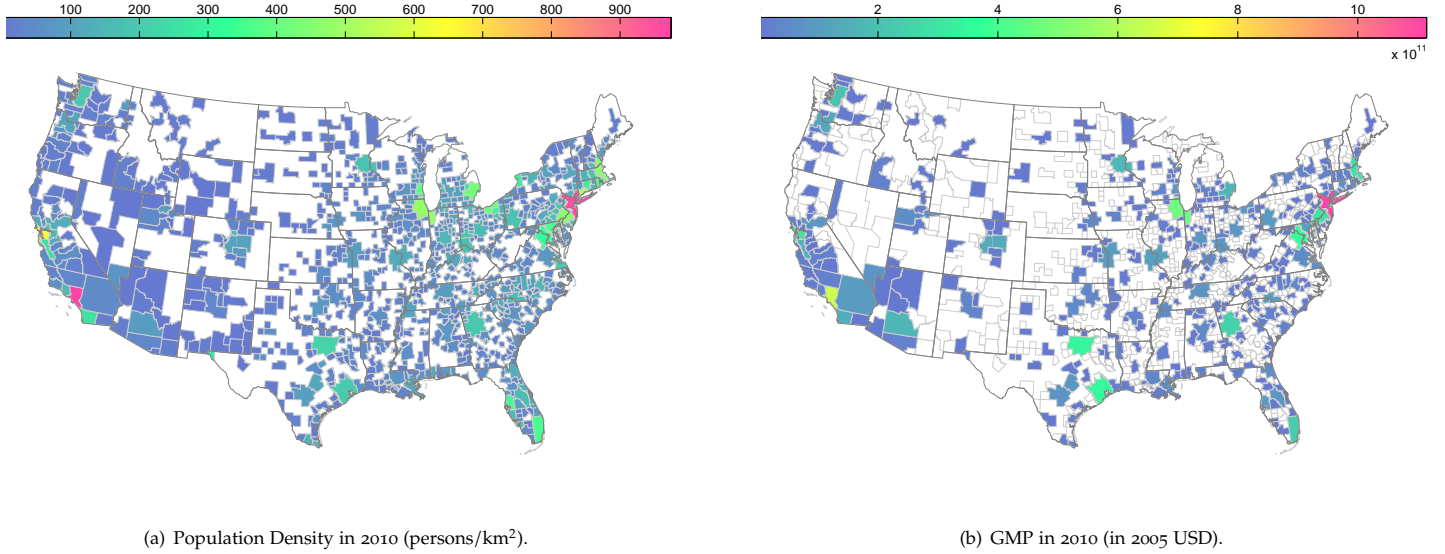 100 200 300 400 500 600 700 800 900
2 4 6 8 10
x 10^11
(a) Population Density in 2010 (persons/km²).
(b) GMP in 2010 (in 2005 USD).